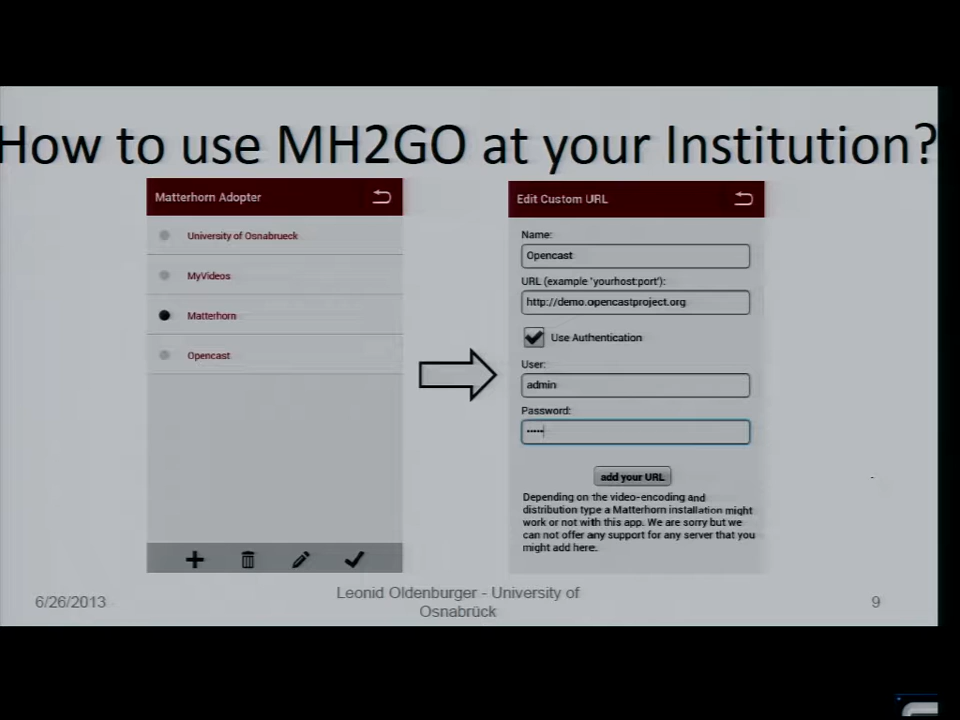 How to use MH2GO at your Institution?
Matterhorn Adopter
University of Osnabrueck
MyVideos
Matterhorn
Opencast
Edit Custom URL
Name:
Opencast
URL (example 'yourhost:port'):
http://demo.opencastproject.org
Use Authentication
User:
admin
Password:
•••••
add your URL
Depending on the video-encoding and
distribution type a Matterhorn installation might
work or not with this app. We are sorry but we
can not offer any support for any server that you
might add here.
6/26/2013
Leonid Oldenburger - University of
Osnabrück
9